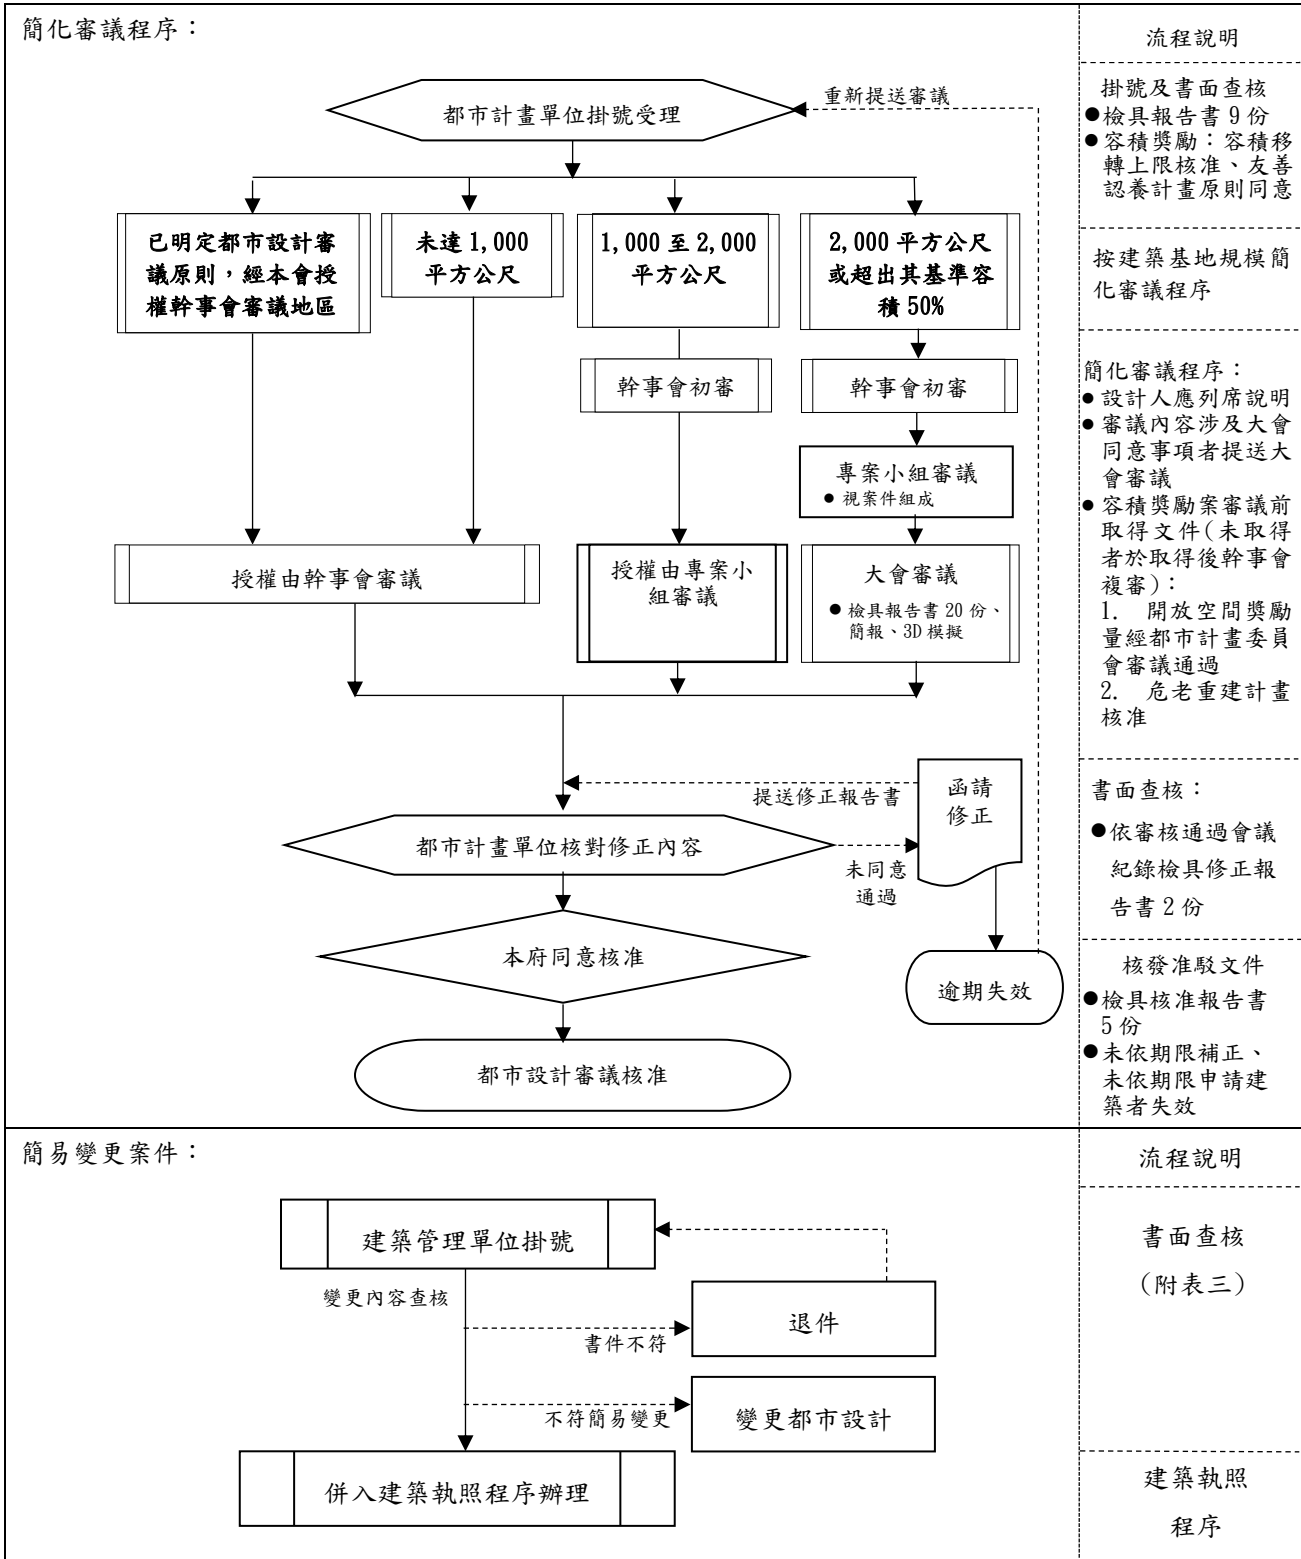 簡化審議程序：
都市計畫單位掛號受理
重新提送審議
已明定都市設計審
議原則，經本會授
權幹事會審議地區
未達 1,000
平方公尺
1,000 至 2,000
平方公尺
2,000 平方公尺
或超出其基準容
積 50%
幹事會初審
幹事會初審
專案小組審議
● 視案件組成
授權由幹事會審議
授權由專案小
組審議
大會審議
● 檢具報告書 20 份、
簡報、3D 模擬
提送修正報告書
函請
修正
都市計畫單位核對修正內容
未同意
通過
本府同意核准
逾期失效
都市設計審議核准
流程說明
掛號及書面查核
●檢具報告書 9 份
●容積獎勵：容積移
轉上限核准、友善
認養計畫原則同意
按建築基地規模簡
化審議程序
簡化審議程序：
● 設計人應列席說明
● 審議內容涉及大會
同意事項者提送大
會審議
● 容積獎勵案審議前
取得文件(未取得
者於取得後幹事會
複審)：
1. 開放空間獎勵
量經都市計畫委員
會審議通過
2. 危老重建計畫
核准
書面查核：
●依審核通過會議
紀錄檢具修正報
告書 2 份
核發准駁文件
●檢具核准報告書
5 份
●未依期限補正、
未依期限申請建
築者失效
簡易變更案件：
建築管理單位掛號
變更內容查核
退件
書件不符
變更都市設計
不符簡易變更
併入建築執照程序辦理
流程說明
書面查核
(附表三)
建築執照
程序